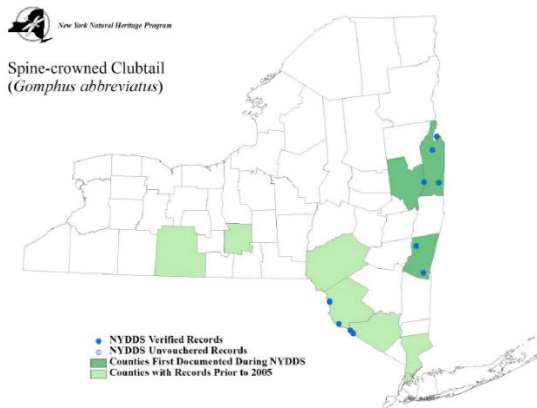 New York Natural Heritage Program
Spine-crowned Clubtail
(Gomphus abbreviatus)
NYDDS Verified Records
NYDDS Unvouchered Records
Counties First Documented During NYDDS
Counties with Records Prior to 2005